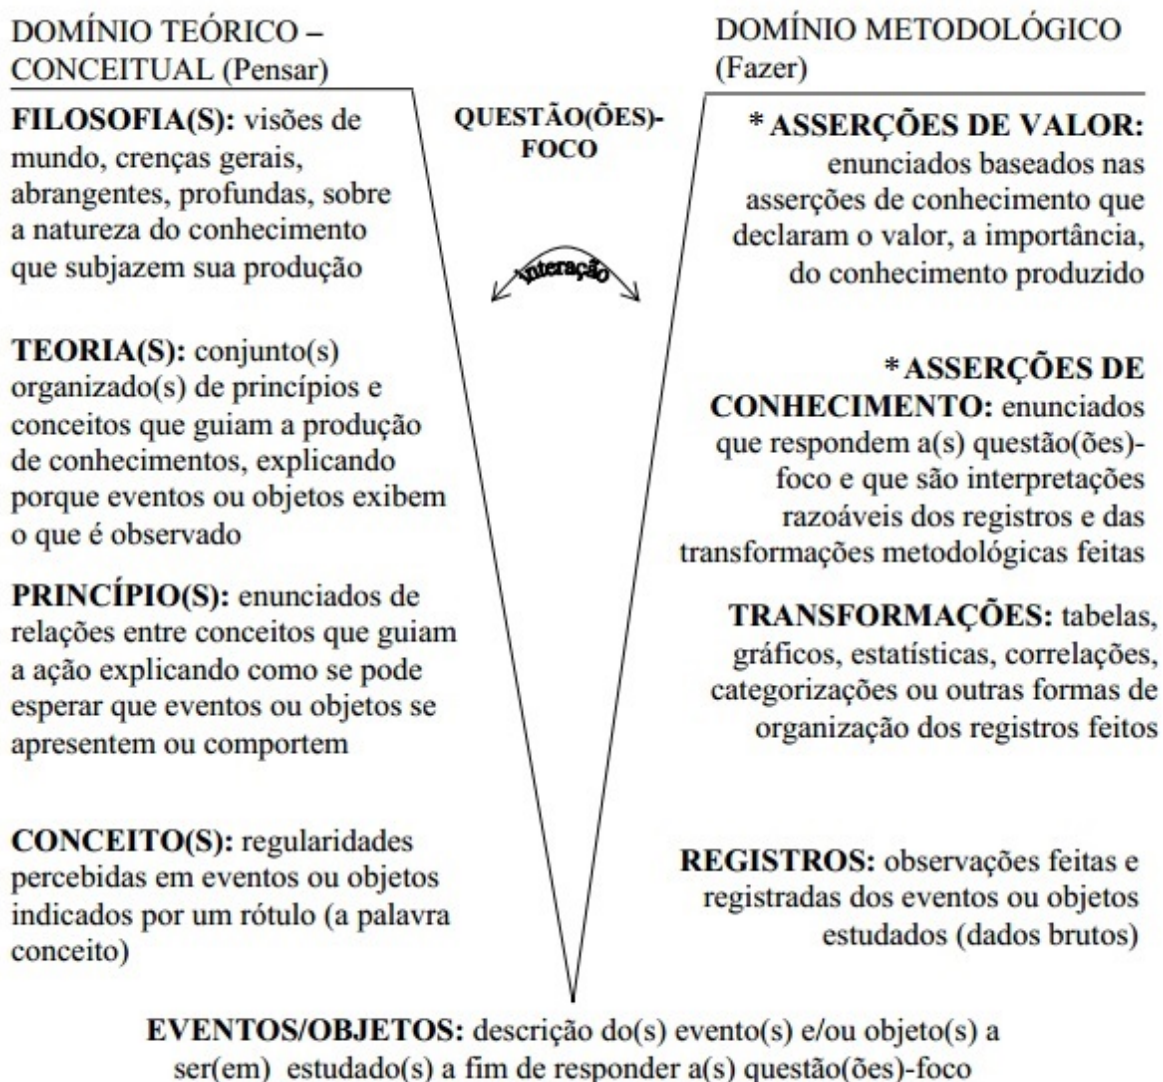 DOMÍNIO TEÓRICO –
CONCEITUAL (Pensar)
FILOSOFIA(S): visões de
mundo, crenças gerais,
abrangentes, profundas, sobre
a natureza do conhecimento
que subjazem sua produção
TEORIA(S): conjunto(s)
organizado(s) de princípios e
conceitos que guiam a produção
de conhecimentos, explicando
porque eventos ou objetos exibem
o que é observado
PRINCÍPIO(S): enunciados de
relações entre conceitos que guiam
a ação explicando como se pode
esperar que eventos ou objetos se
apresentem ou comportem
CONCEITO(S): regularidades
percebidas em eventos ou objetos
indicados por um rótulo (a palavra
conceito)
QUESTÃO(ÕES)-
FOCO
interação
DOMÍNIO METODOLÓGICO
(Fazer)
* ASSERÇÕES DE VALOR:
enunciados baseados nas
asserções de conhecimento que
declaram o valor, a importância,
do conhecimento produzido
* ASSERÇÕES DE
CONHECIMENTO: enunciados
que respondem a(s) questão(ões)-
foco e que são interpretações
razoáveis dos registros e das
transformações metodológicas feitas
TRANSFORMAÇÕES: tabelas,
gráficos, estatísticas, correlações,
categorizações ou outras formas de
organização dos registros feitos
REGISTROS: observações feitas e
registradas dos eventos ou objetos
estudados (dados brutos)
EVENTOS/OBJETOS: descrição do(s) evento(s) e/ou objeto(s) a
ser(em) estudado(s) a fim de responder a(s) questão(ões)-foco